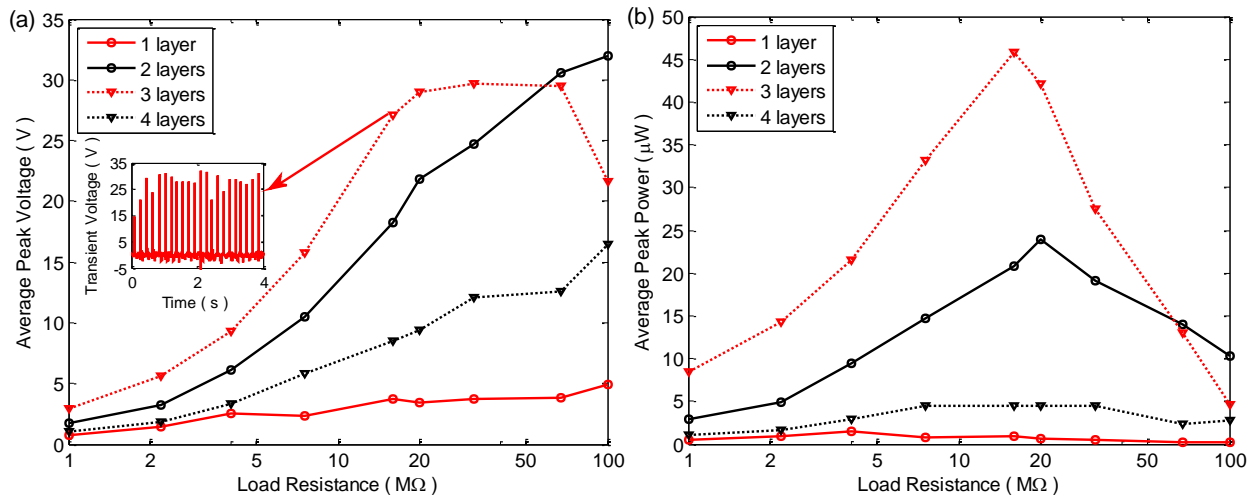 (a)
35
30
25
20
15
10
5
0
Average Peak Voltage ( V )
1 layer
2 layers
3 layers
4 layers
Transient Voltage ( V )
35
25
15
5
-5
0
2
4
Time ( s )
1
2
5
10
20
50
100
Load Resistance ( MΩ )
(b)
50
45
40
35
30
25
20
15
10
5
0
Average Peak Power ( μW )
1 layer
2 layers
3 layers
4 layers
1
2
5
10
20
50
100
Load Resistance ( MΩ )